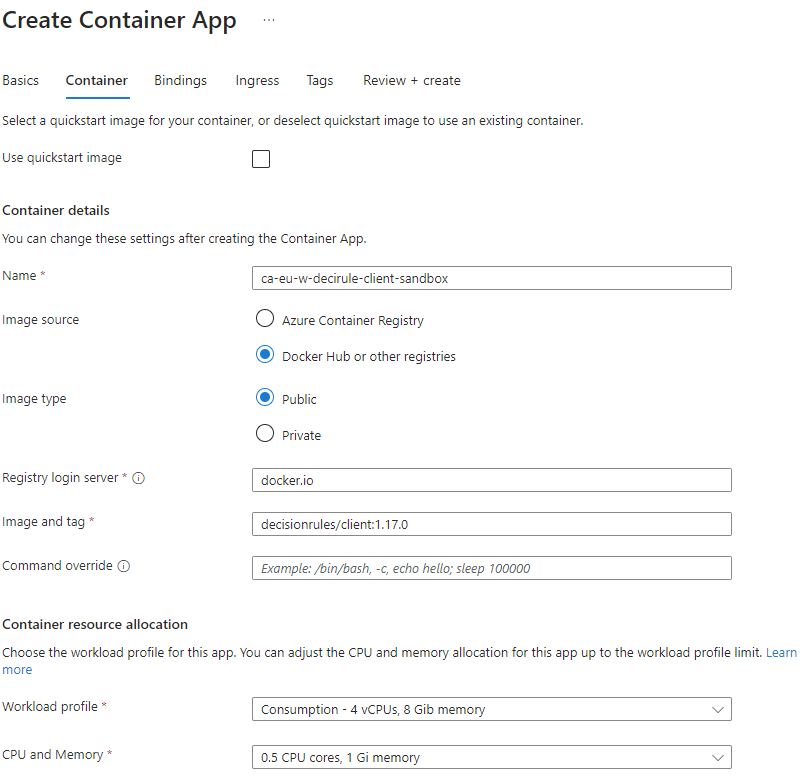 Create Container App ...
Basics Container Bindings Ingress Tags Review + create
Select a quickstart image for your container, or deselect quickstart image to use an existing container.
Use quickstart image
Container details
You can change these settings after creating the Container App.
Name * ca-eu-w-decirule-client-sandbox
Image source Azure Container Registry
Docker Hub or other registries
Image type Public
Private
Registry login server * docker.io
Image and tag * decisionrules/client:1.17.0
Command override Example: /bin/bash, -c, echo hello; sleep 100000
Container resource allocation
Choose the workload profile for this app. You can adjust the CPU and memory allocation for this app up to the workload profile limit. Learn
more
Workload profile * Consumption - 4 vCPUs, 8 Gib memory
CPU and Memory * 0.5 CPU cores, 1 Gi memory